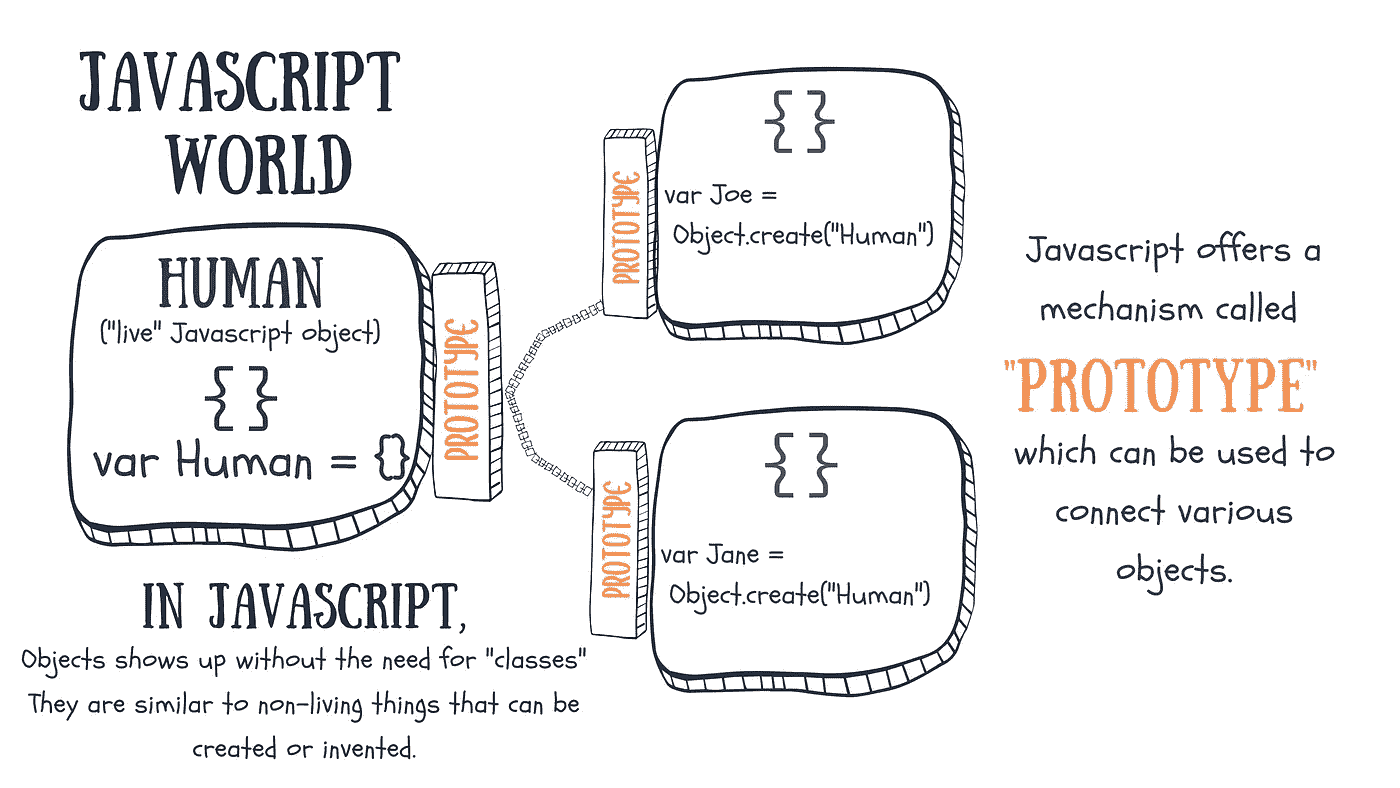 JAVASCRIPT
WORLD
HUMAN
("live" Javascript object)
{ }
var Human = {}
PROTOTYPE
IN JAVASCRIPT,
Objects shows up without the need for "classes"
They are similar to non-living things that can be
created or invented.
PROTOTYPE
{ }
var Joe =
Object.create("Human")
PROTOTYPE
{ }
var Jane =
Object.create("Human")
Javascript offers a
mechanism called
"PROTOTYPE"
which can be used to
connect various
objects.